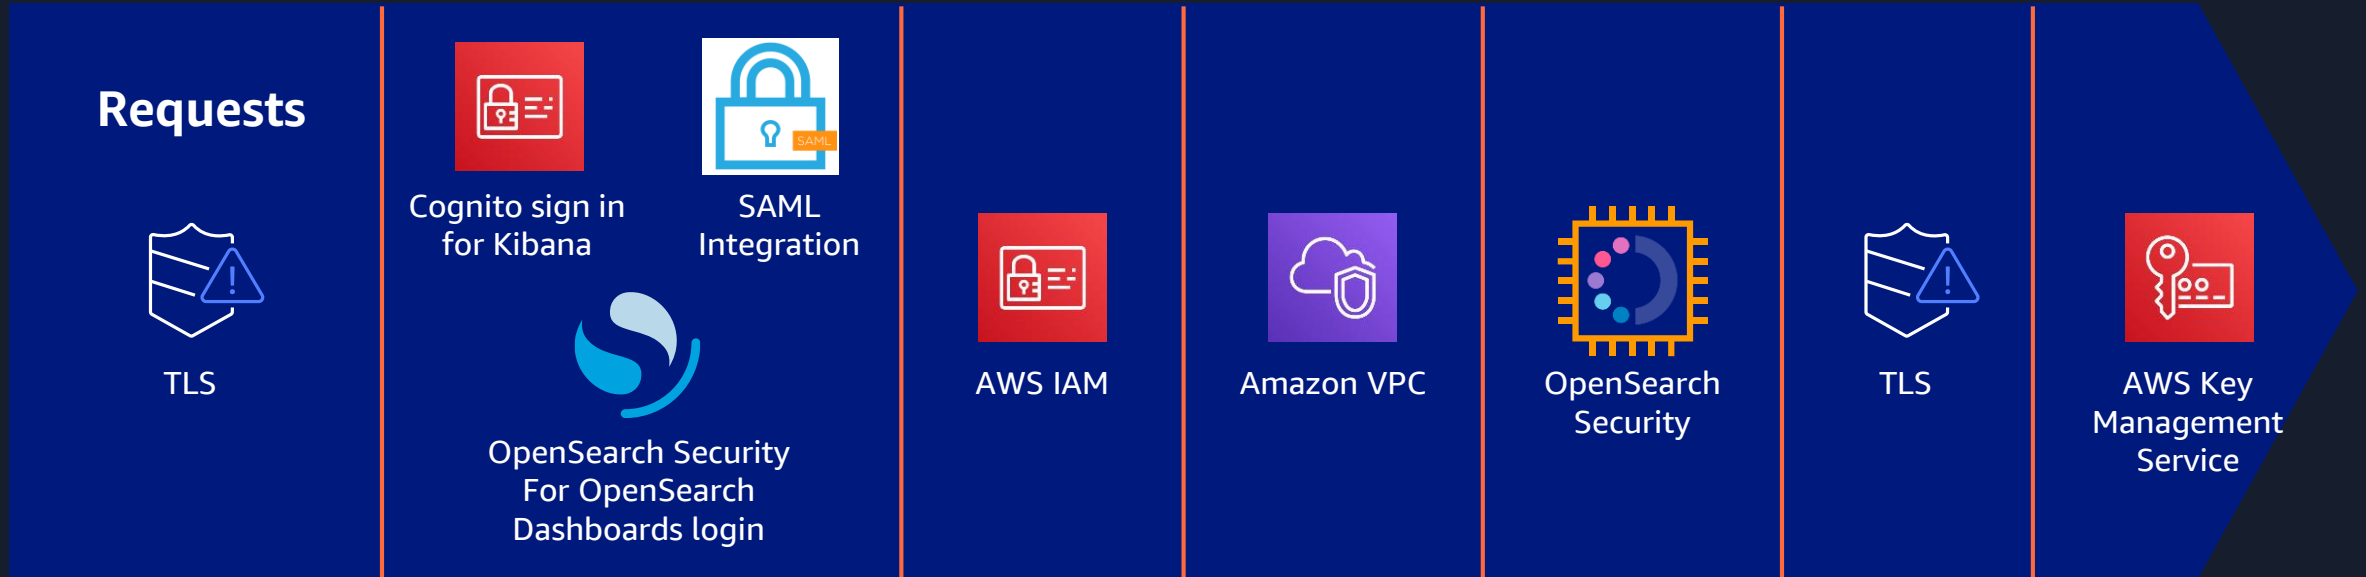 Requests
TLS
Cognito sign in
for Kibana
SAML
SAML
Integration
OpenSearch Security
For OpenSearch
Dashboards login
AWS IAM
Amazon VPC
OpenSearch
Security
TLS
AWS Key
Management
Service